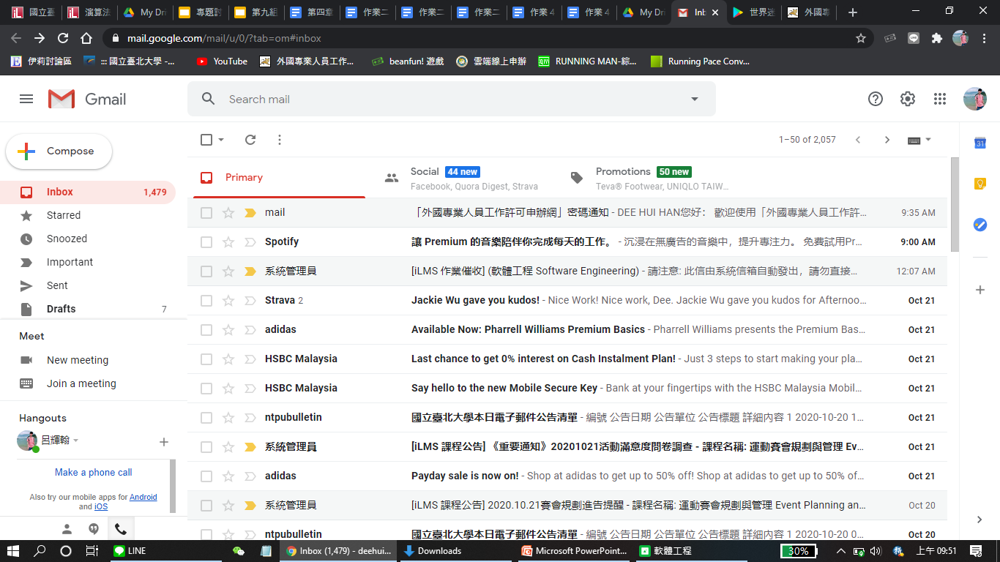 國立臺 演算法 My Dri 專題討 第九組 第四章 作業二 作業二 作業二 作業 4 作業 4 My Dri Inb 世界迷 外國專
mail.google.com/mail/u/0/?tab=om#inbox
伊莉討論區 ::: 國立臺北大學 -... YouTube 外國專業人員工作... beanfun! 遊戲 雲端線上申辦 RUNNING MAN-綜... Running Pace Conv...
Gmail Search mail
Compose 1–50 of 2,057
Primary Social 44 new Promotions 50 new
Facebook, Quora Digest, Strava Teva® Footwear, UNIQLO TAIW...
Inbox 1,479
Starred
Snoozed
Important
Sent
Drafts 7
Meet
New meeting
Join a meeting
Hangouts
呂輝翰
Make a phone call
Also try our mobile apps for Android
and iOS
mail 「外國專業人員工作許可申辦網」密碼通知 - DEE HUI HAN您好： 歡迎使用「外國專業人員工作許... 9:35 AM
Spotify 讓 Premium 的音樂陪伴你完成每天的工作。 - 沉浸在無廣告的音樂中，提升專注力。 免費試用Pr... 9:00 AM
系統管理員 [iLMS 作業催收] (軟體工程 Software Engineering) - 請注意: 此信由系統信箱自動發出，請勿直接... 12:07 AM
Strava 2 Jackie Wu gave you kudos! - Nice Work! Nice work, Dee. Jackie Wu gave you kudos for Afternoo... Oct 21
adidas Available Now: Pharrell Williams Premium Basics - Pharrell Williams presents the Premium Bas... Oct 21
HSBC Malaysia Last chance to get 0% interest on Cash Instalment Plan! - Just 3 steps to start making your pla... Oct 21
HSBC Malaysia Say hello to the new Mobile Secure Key - Bank at your fingertips with the HSBC Malaysia Mobil... Oct 21
ntpubulletin 國立臺北大學本日電子郵件公告清單 - 編號 公告日期 公告單位 公告標題 詳細內容 1 2020-10-20 1... Oct 21
系統管理員 [iLMS 課程公告] 《重要通知》20201021活動滿意度問卷調查 - 課程名稱: 運動賽會規劃與管理 Ev... Oct 21
adidas Payday sale is now on! - Shop at adidas to get up to 50% off! Shop at adidas to get up to 50% of... Oct 21
系統管理員 [iLMS 課程公告] 2020.10.21賽會規劃進告提醒 - 課程名稱: 運動賽會規劃與管理 Event Planning an... Oct 20
ntpubulletin 國立臺北大學本日電子郵件公告清單 - 編號 公告日期 公告單位 公告標題 詳細內容 1 2020-10-20 0... Oct 20
31
LINE Inbox (1,479) - deehui... Downloads Microsoft PowerPoint... 軟體工程 30% 上午 09:51